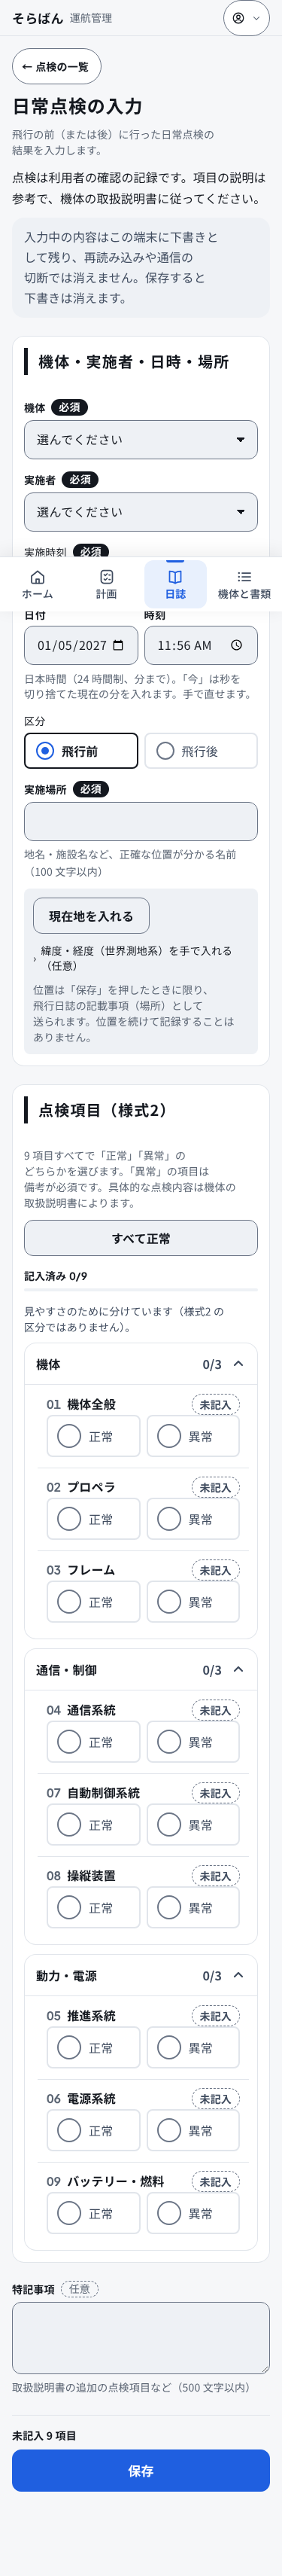 そらばん 運航管理
← 点検の一覧
日常点検の入力
飛行の前（または後）に行った日常点検の
結果を入力します。
点検は利用者の確認の記録です。項目の説明は
参考で、機体の取扱説明書に従ってください。
入力中の内容はこの端末に下書きと
して残り、再読み込みや通信の
切断では消えません。保存すると
下書きは消えます。
機体・実施者・日時・場所
機体 必須
選んでください
実施者 必須
選んでください
実施時刻 必須
ホーム 計画 日誌 機体と書類
日付 時刻
01/05/2027 11:56 AM
日本時間（24 時間制、分まで）。「今」は秒を
切り捨てた現在の分を入れます。手で直せます。
区分
飛行前 飛行後
実施場所 必須
地名・施設名など、正確な位置が分かる名前
（100 文字以内）
現在地を入れる
› 緯度・経度（世界測地系）を手で入れる
（任意）
位置は「保存」を押したときに限り、
飛行日誌の記載事項（場所）として
送られます。位置を続けて記録することは
ありません。
点検項目（様式2）
9 項目すべてで「正常」「異常」の
どちらかを選びます。「異常」の項目は
備考が必須です。具体的な点検内容は機体の
取扱説明書によります。
すべて正常
記入済み 0/9
見やすさのために分けています（様式2 の
区分ではありません）。
機体 0/3
01 機体全般 未記入
正常 異常
02 プロペラ 未記入
正常 異常
03 フレーム 未記入
正常 異常
通信・制御 0/3
04 通信系統 未記入
正常 異常
07 自動制御系統 未記入
正常 異常
08 操縦装置 未記入
正常 異常
動力・電源 0/3
05 推進系統 未記入
正常 異常
06 電源系統 未記入
正常 異常
09 バッテリー・燃料 未記入
正常 異常
特記事項 任意
取扱説明書の追加の点検項目など（500 文字以内）
未記入 9 項目
保存